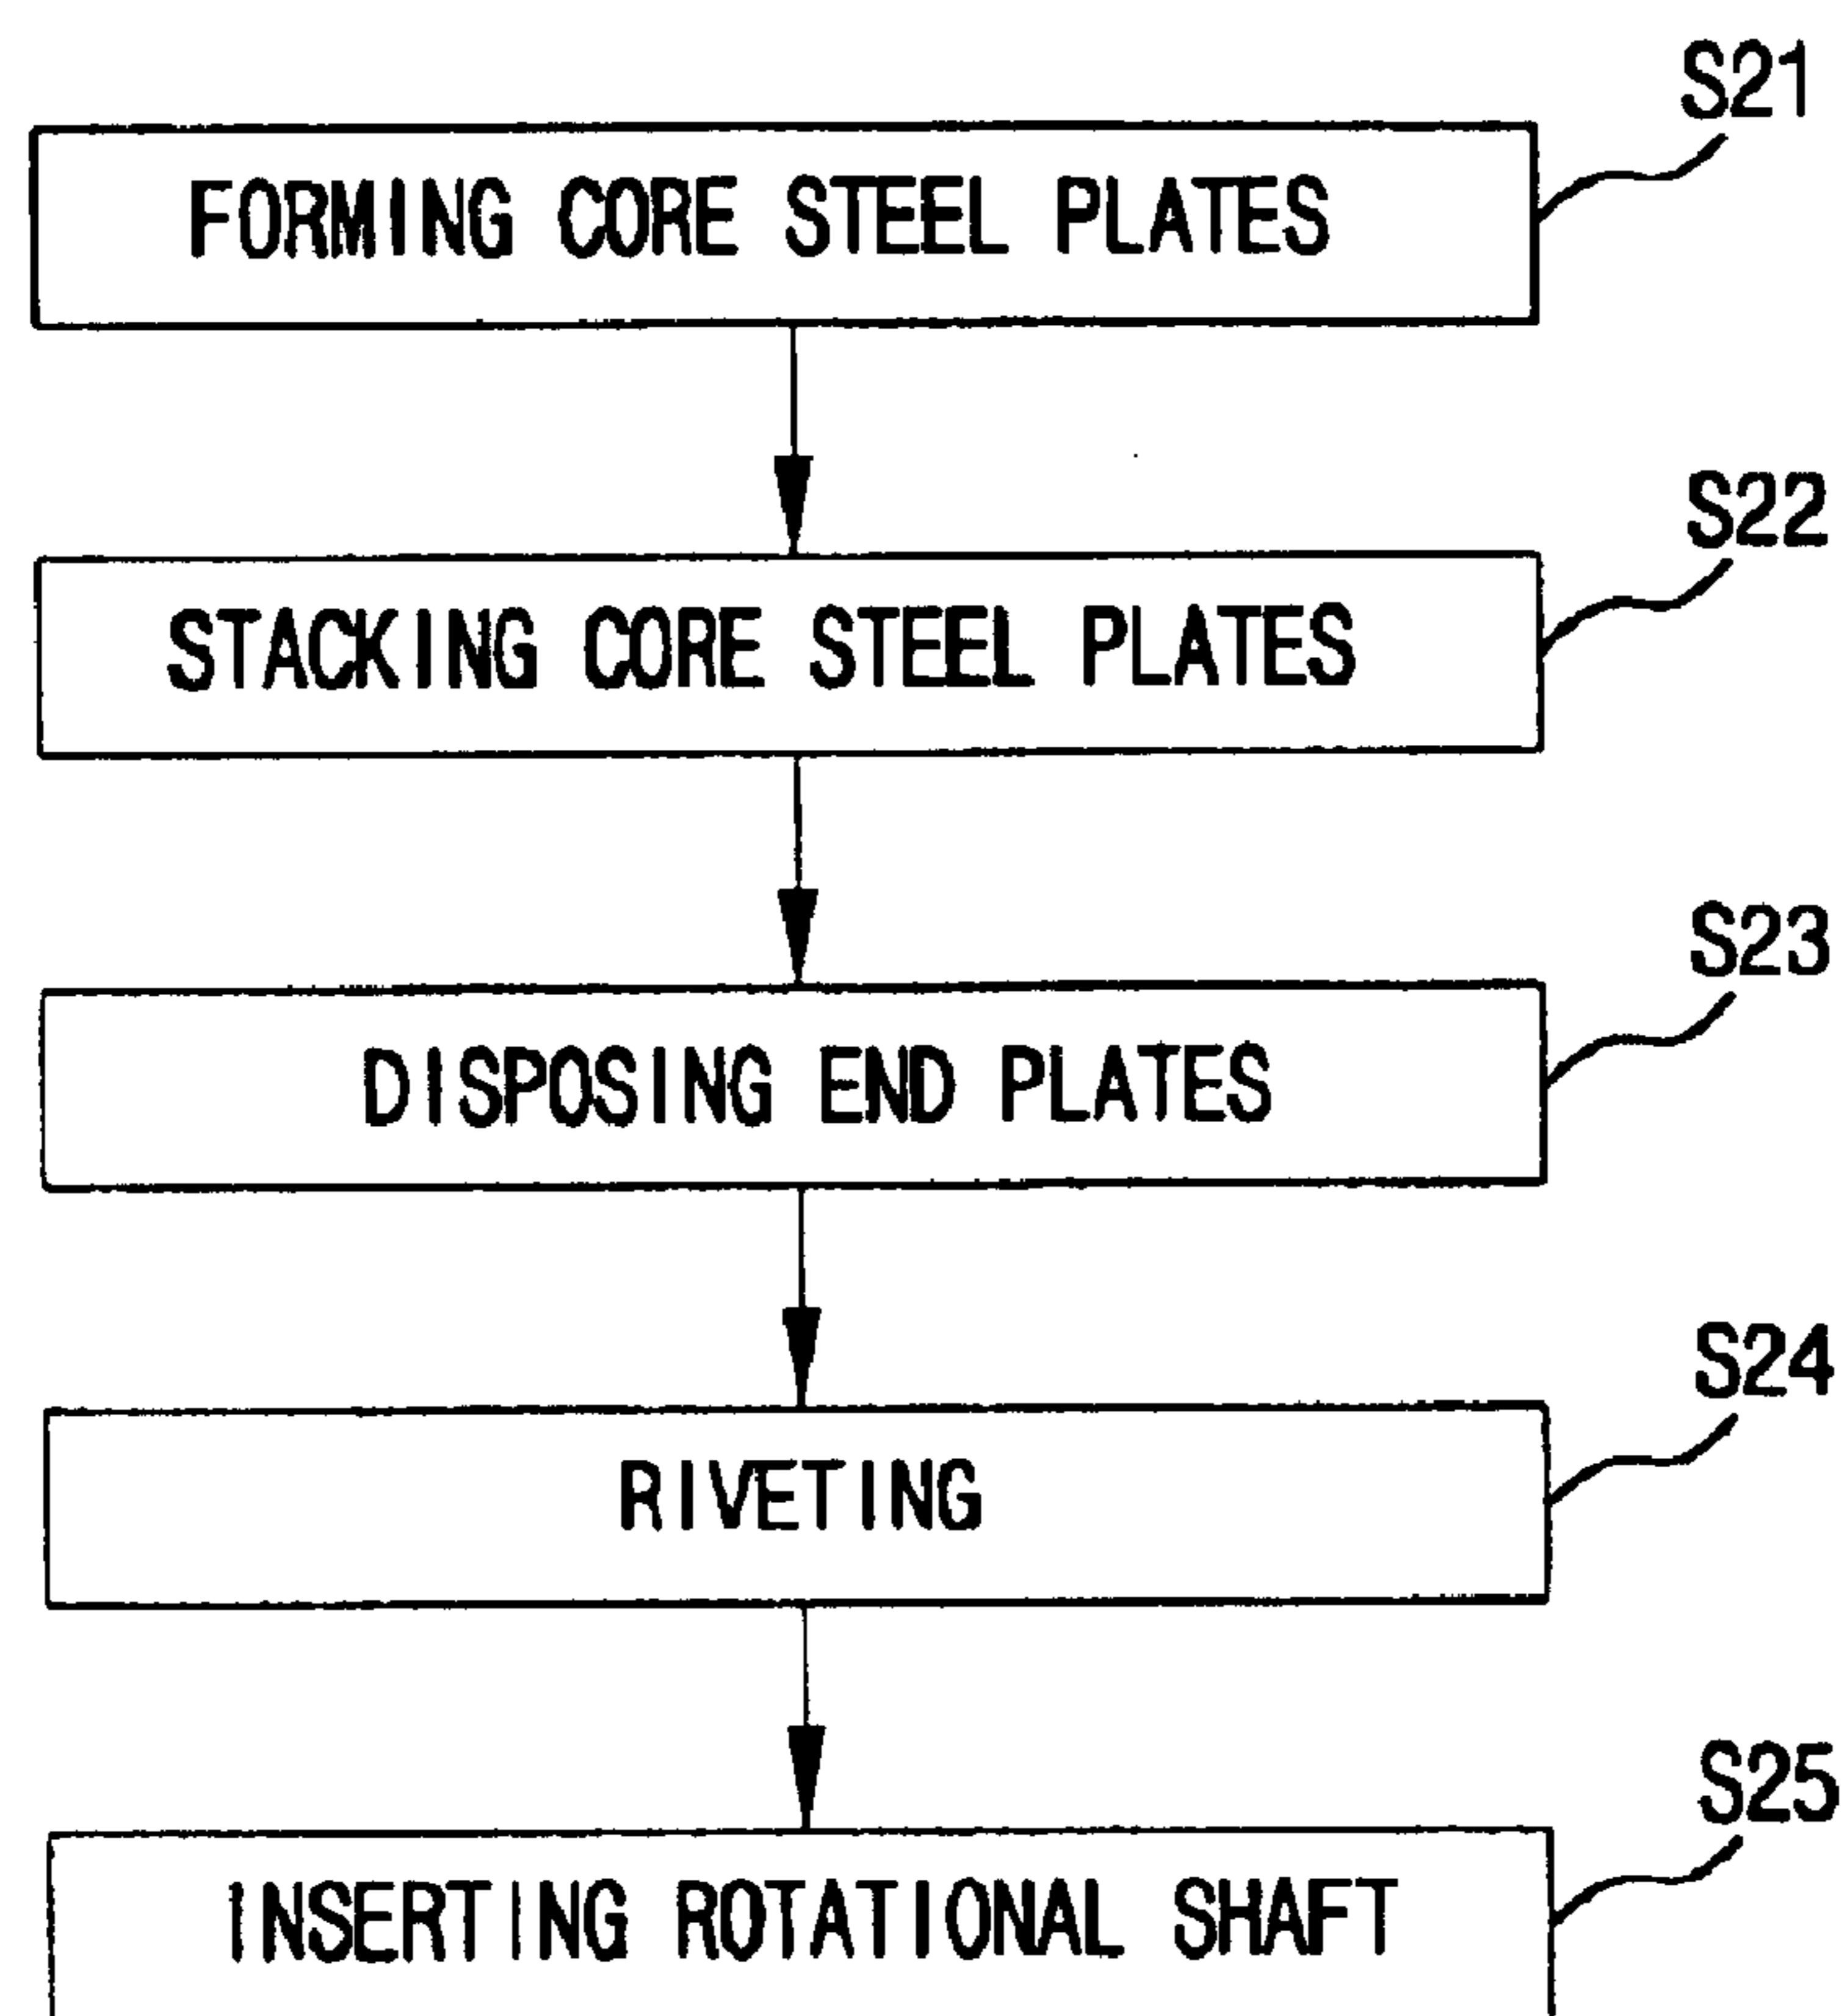 S21
FORMING CORE STEEL PLATES
S22
STACKING CORE STEEL PLATES
S23
DISPOSING END PLATES
S24
RIVETING
S25
INSERTING ROTATIONAL SHAFT